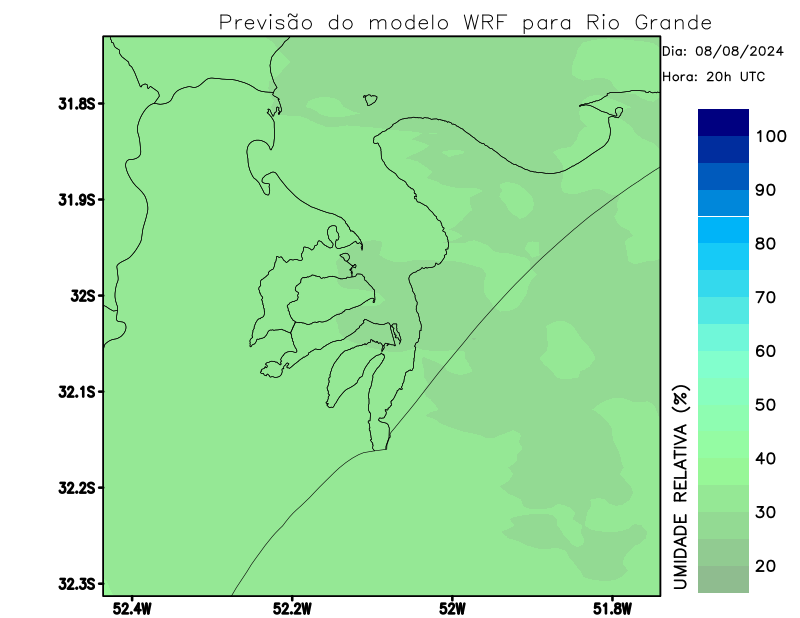 Previsão do modelo WRF para Rio Grande
Dia: 08/08/2024
Hora: 20h UTC
31.8S
31.9S
32S
32.1S
32.2S
32.3S
52.4W
52.2W
52W
51.8W
UMIDADE RELATIVA (%)
100
90
80
70
60
50
40
30
20